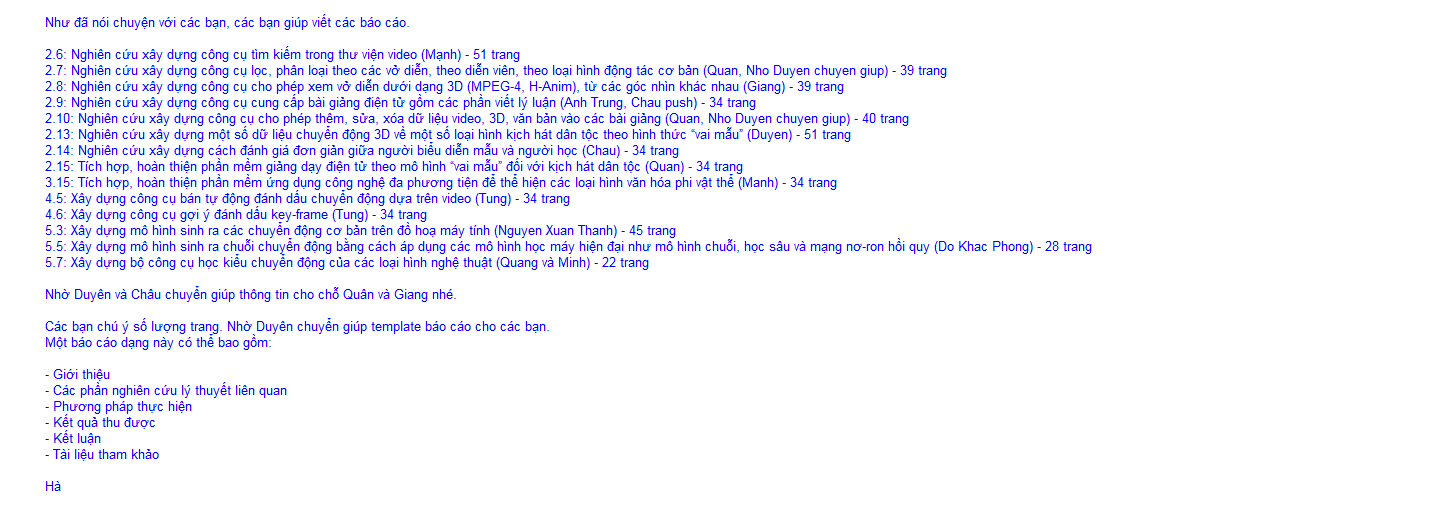 Như đã nói chuyện với các bạn, các bạn giúp viết các báo cáo.
2.6: Nghiên cứu xây dựng công cụ tìm kiếm trong thư viện video (Mạnh) - 51 trang
2.7: Nghiên cứu xây dựng công cụ lọc, phân loại theo các vở diễn, theo diễn viên, theo loại hình động tác cơ bản (Quan, Nho Duyen chuyen giup) - 39 trang
2.8: Nghiên cứu xây dựng công cụ cho phép xem vở diễn dưới dạng 3D (MPEG-4, H-Anim), từ các góc nhìn khác nhau (Giang) - 39 trang
2.9: Nghiên cứu xây dựng công cụ cung cấp bài giảng điện tử gồm các phần viết lý luận (Anh Trung, Chau push) - 34 trang
2.10: Nghiên cứu xây dựng công cụ cho phép thêm, sửa, xóa dữ liệu video, 3D, văn bản vào các bài giảng (Quan, Nho Duyen chuyen giup) - 40 trang
2.13: Nghiên cứu xây dựng một số dữ liệu chuyển động 3D về một số loại hình kịch hát dân tộc theo hình thức “vai mẫu” (Duyen) - 51 trang
2.14: Nghiên cứu xây dựng cách đánh giá đơn giản giữa người biểu diễn mẫu và người học (Chau) - 34 trang
2.15: Tích hợp, hoàn thiện phần mềm giảng dạy điện tử theo mô hình “vai mẫu” đối với kịch hát dân tộc (Quan) - 34 trang
3.15: Tích hợp, hoàn thiện phần mềm ứng dụng công nghệ đa phương tiện để thể hiện các loại hình văn hóa phi vật thể (Manh) - 34 trang
4.5: Xây dựng công cụ bán tự động đánh dấu chuyển động dựa trên video (Tung) - 34 trang
4.6: Xây dựng công cụ gợi ý đánh dấu key-frame (Tung) - 34 trang
5.3: Xây dựng mô hình sinh ra các chuyển động cơ bản trên đồ hoạ máy tính (Nguyen Xuan Thanh) - 45 trang
5.5: Xây dựng mô hình sinh ra chuỗi chuyển động bằng cách áp dụng các mô hình học máy hiện đại như mô hình chuỗi, học sâu và mạng nơ-ron hồi quy (Do Khac Phong) - 28 trang
5.7: Xây dựng bộ công cụ học kiểu chuyển động của các loại hình nghệ thuật (Quang và Minh) - 22 trang
Nhờ Duyên và Châu chuyển giúp thông tin cho chỗ Quân và Giang nhé.
Các bạn chú ý số lượng trang. Nhờ Duyên chuyển giúp template báo cáo cho các bạn.
Một báo cáo dạng này có thể bao gồm:
- Giới thiệu
- Các phần nghiên cứu lý thuyết liên quan
- Phương pháp thực hiện
- Kết quả thu được
- Kết luận
- Tài liệu tham khảo
Hà